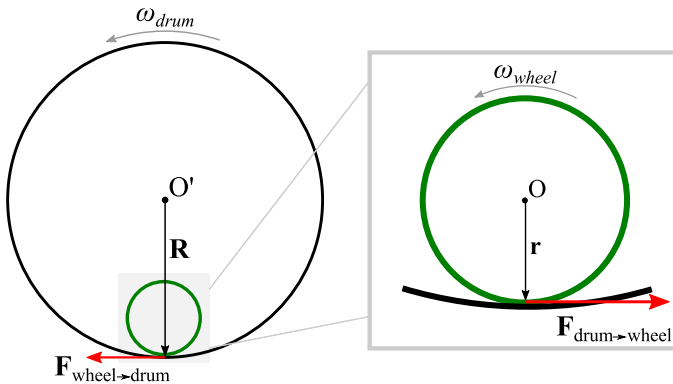 ω_drum
ω_wheel
O'
O
R
r
F_drum→wheel
F_wheel→drum